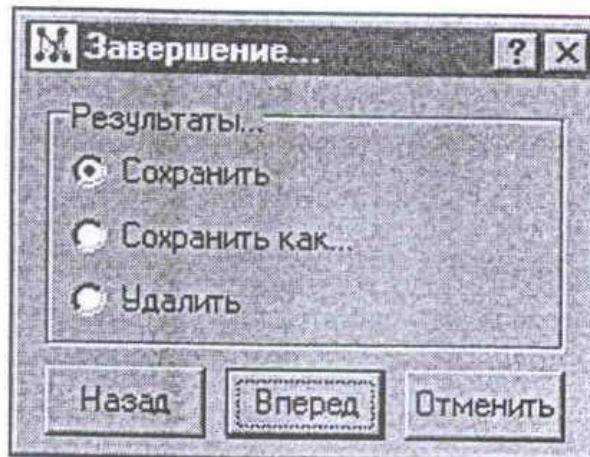 Завершение...
Результаты...
Сохранить
Сохранить как...
Удалить
Назад Вперед Отменить